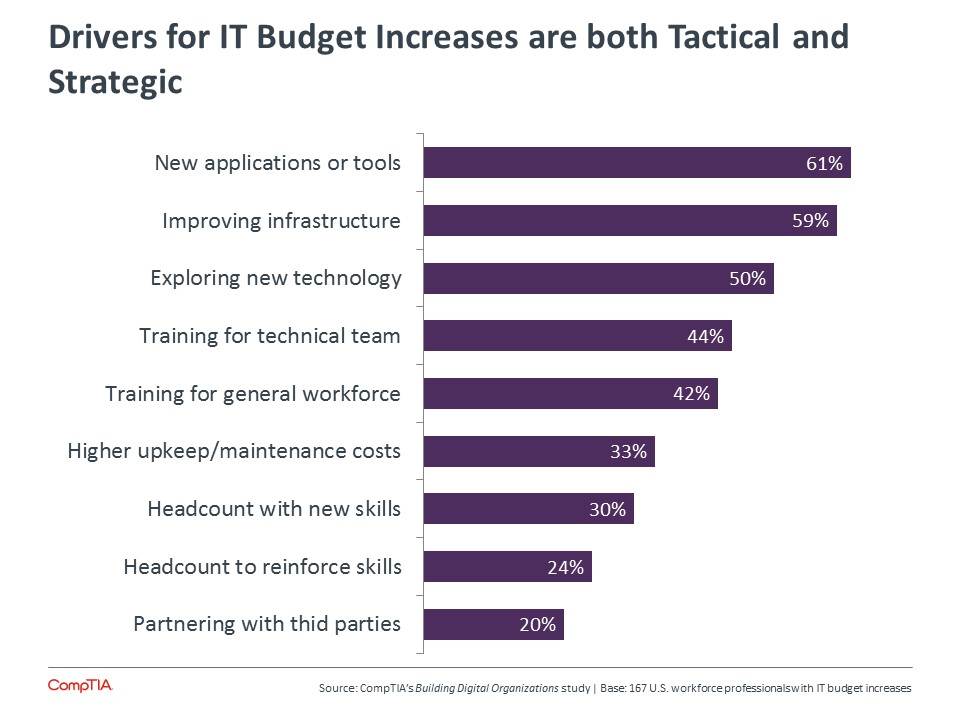 Drivers for IT Budget Increases are both Tactical and
Strategic
New applications or tools 61%
Improving infrastructure 59%
Exploring new technology 50%
Training for technical team 44%
Training for general workforce 42%
Higher upkeep/maintenance costs 33%
Headcount with new skills 30%
Headcount to reinforce skills 24%
Partnering with thid parties 20%
CompTIA. Source: CompTIA's Building Digital Organizations study | Base: 167 U.S. workforce professionals with IT budget increases